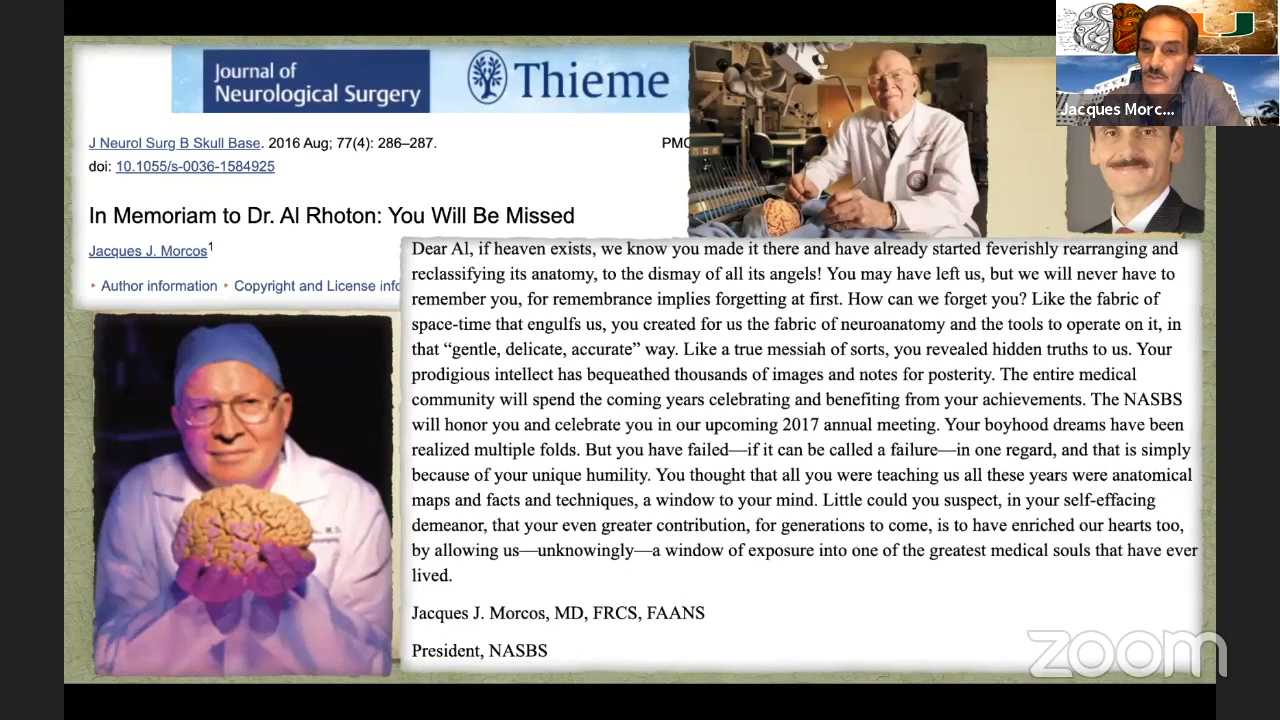 Journal of
Neurological Surgery
Thieme
J Neurol Surg B Skull Base. 2016 Aug; 77(4): 286–287.
PMC
doi: 10.1055/s-0036-1584925
In Memoriam to Dr. Al Rhoton: You Will Be Missed
Jacques J. Morcos1
Author information
Copyright and License info
Dear Al, if heaven exists, we know you made it there and have already started feverishly rearranging and
reclassifying its anatomy, to the dismay of all its angels! You may have left us, but we will never have to
remember you, for remembrance implies forgetting at first. How can we forget you? Like the fabric of
space-time that engulfs us, you created for us the fabric of neuroanatomy and the tools to operate on it, in
that “gentle, delicate, accurate” way. Like a true messiah of sorts, you revealed hidden truths to us. Your
prodigious intellect has bequeathed thousands of images and notes for posterity. The entire medical
community will spend the coming years celebrating and benefiting from your achievements. The NASBS
will honor you and celebrate you in our upcoming 2017 annual meeting. Your boyhood dreams have been
realized multiple folds. But you have failed—if it can be called a failure—in one regard, and that is simply
because of your unique humility. You thought that all you were teaching us all these years were anatomical
maps and facts and techniques, a window to your mind. Little could you suspect, in your self-effacing
demeanor, that your even greater contribution, for generations to come, is to have enriched our hearts too,
by allowing us—unknowingly—a window of exposure into one of the greatest medical souls that have ever
lived.
Jacques J. Morcos, MD, FRCS, FAANS
President, NASBS
Jacques Morc...
zoom